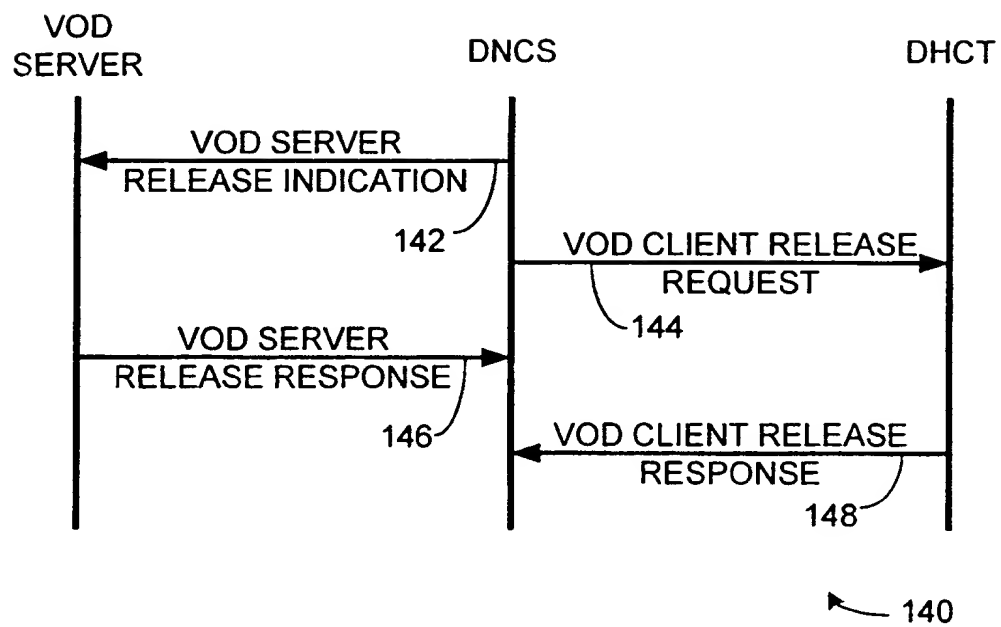 VOD
SERVER
DNCS
DHCT
VOD SERVER
RELEASE INDICATION
142
VOD CLIENT RELEASE
REQUEST
144
VOD SERVER
RELEASE RESPONSE
146
VOD CLIENT RELEASE
RESPONSE
148
140